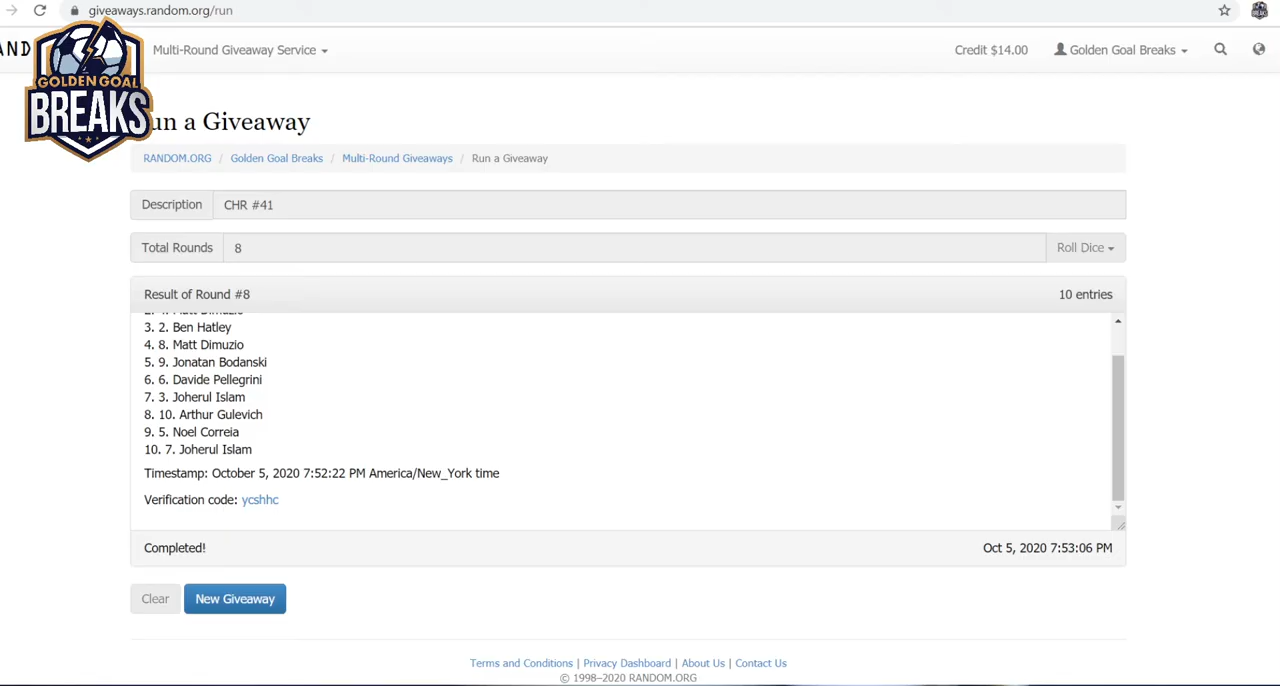 giveaways.random.org/run
Multi-Round Giveaway Service
Credit $14.00
Golden Goal Breaks
GOLDEN GOAL
BREAKS
un a Giveaway
RANDOM.ORG / Golden Goal Breaks / Multi-Round Giveaways / Run a Giveaway
Description CHR #41
Total Rounds 8 Roll Dice
Result of Round #8 10 entries
2. 4. Matt Dimuzio
3. 2. Ben Hatley
4. 8. Matt Dimuzio
5. 9. Jonatan Bodanski
6. 6. Davide Pellegrini
7. 3. Joherul Islam
8. 10. Arthur Gulevich
9. 5. Noel Correia
10. 7. Joherul Islam
Timestamp: October 5, 2020 7:52:22 PM America/New_York time
Verification code: ycshhc
Completed! Oct 5, 2020 7:53:06 PM
Clear New Giveaway
Terms and Conditions | Privacy Dashboard | About Us | Contact Us
© 1998–2020 RANDOM.ORG